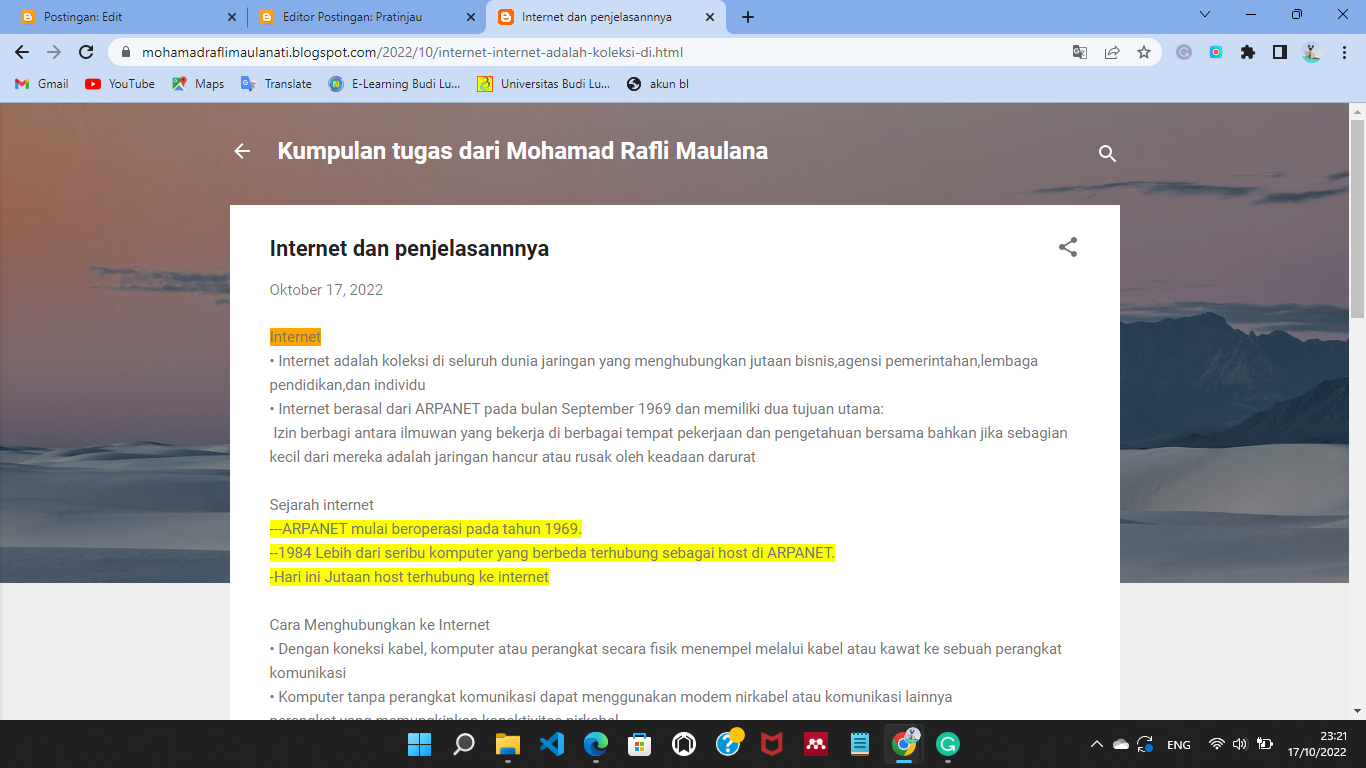 Postingan: Edit
Editor Postingan: Pratinjau
Internet dan penjelasannnya
mohamadraflimaulanati.blogspot.com/2022/10/internet-internet-adalah-koleksi-di.html
Gmail
YouTube
Maps
Translate
E-Learning Budi Lu...
Universitas Budi Lu...
akun bl
Kumpulan tugas dari Mohamad Rafli Maulana
Internet dan penjelasannnya
Oktober 17, 2022
Internet
• Internet adalah koleksi di seluruh dunia jaringan yang menghubungkan jutaan bisnis,agensi pemerintahan,lembaga
pendidikan,dan individu
• Internet berasal dari ARPANET pada bulan September 1969 dan memiliki dua tujuan utama:
Izin berbagi antara ilmuwan yang bekerja di berbagai tempat pekerjaan dan pengetahuan bersama bahkan jika sebagian
kecil dari mereka adalah jaringan hancur atau rusak oleh keadaan darurat
Sejarah internet
---ARPANET mulai beroperasi pada tahun 1969.
--1984 Lebih dari seribu komputer yang berbeda terhubung sebagai host di ARPANET.
-Hari ini Jutaan host terhubung ke internet
Cara Menghubungkan ke Internet
• Dengan koneksi kabel, komputer atau perangkat secara fisik menempel melalui kabel atau kawat ke sebuah perangkat
komunikasi
• Komputer tanpa perangkat komunikasi dapat menggunakan modem nirkabel atau komunikasi lainnya
perangkat yang memungkinkan konektivitas nirkabel
ENG
23:21
17/10/2022